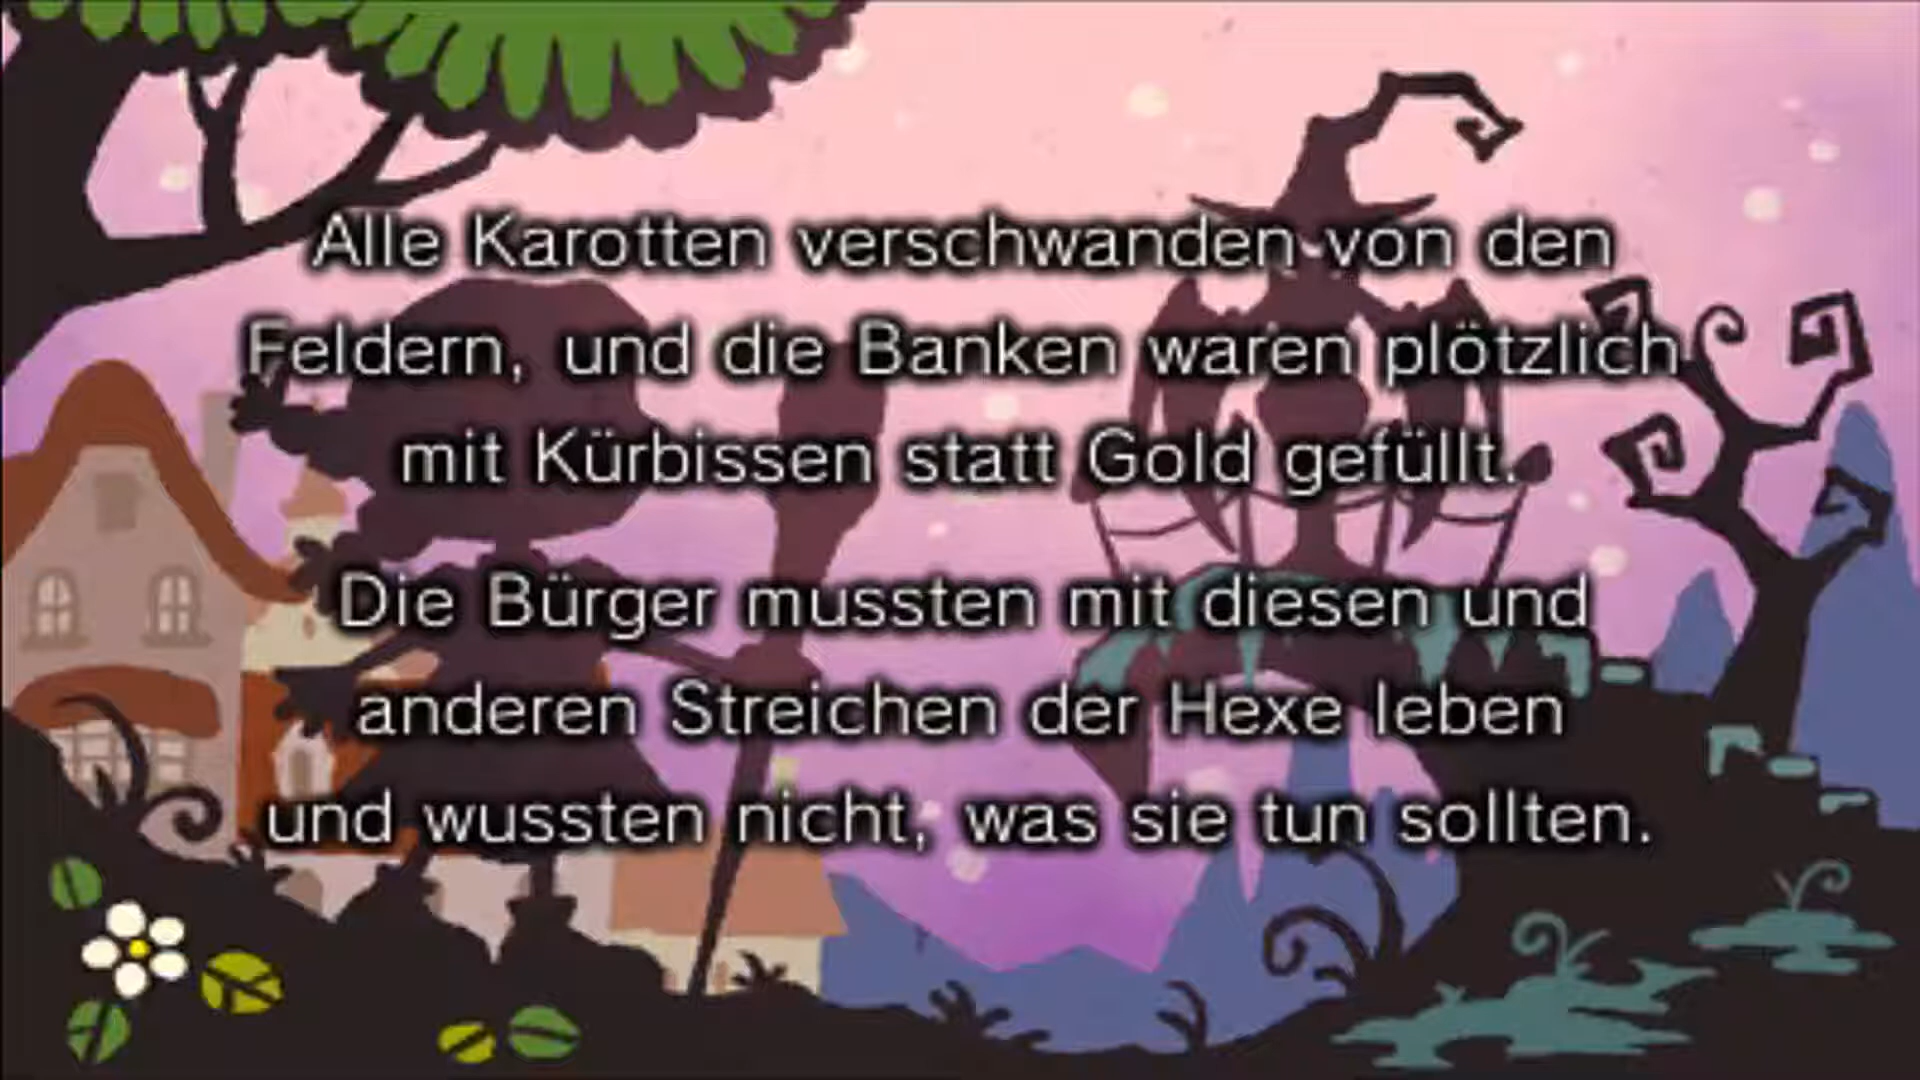 Alle Karotten verschwanden von den
Feldern, und die Banken waren plötzlich
mit Kürbissen statt Gold gefüllt.
Die Bürger mussten mit diesen und
anderen Streichen der Hexe leben
und wussten nicht, was sie tun sollten.